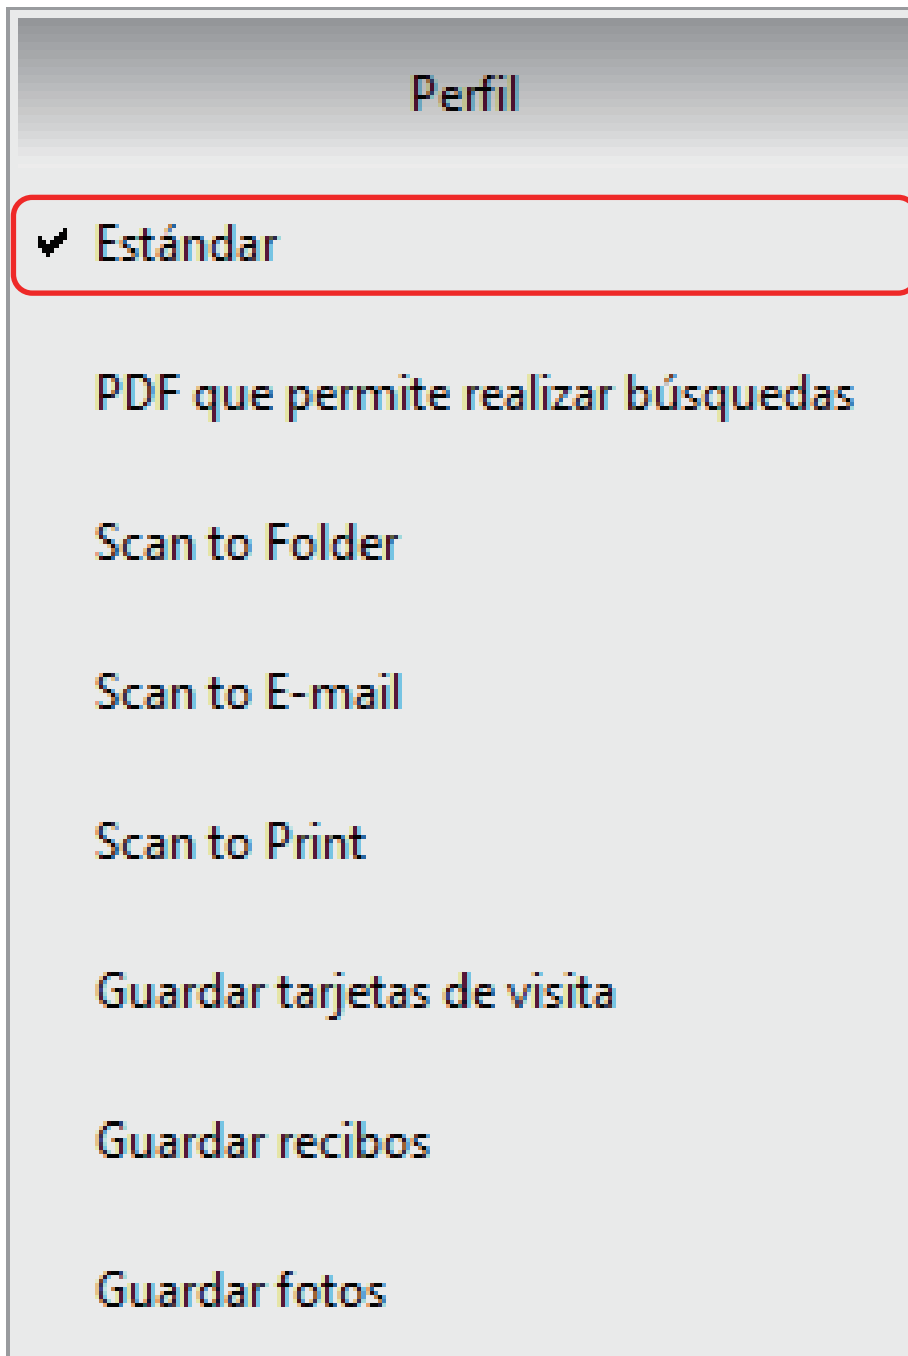 Perfil
Estándar
PDF que permite realizar búsquedas
Scan to Folder
Scan to E-mail
Scan to Print
Guardar tarjetas de visita
Guardar recibos
Guardar fotos